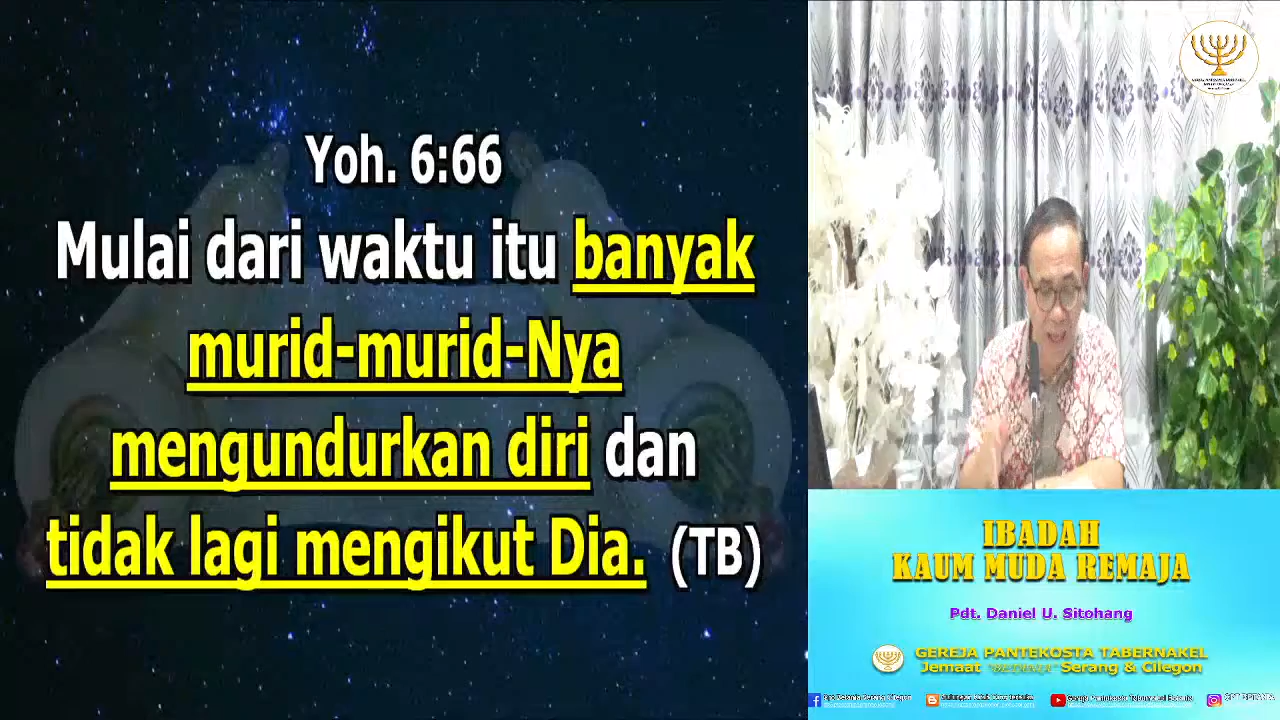 Yoh. 6:66
Mulai dari waktu itu banyak
murid-murid-Nya
mengundurkan diri dan
tidak lagi mengikut Dia. (TB)
IBADAH
KAUM MUDA REMAJA
Pdt. Daniel U. Sitohang
GEREJA PANTEKOSTA TABERNAKEL
Jemaat "BETANIA" Serang & Cilegon